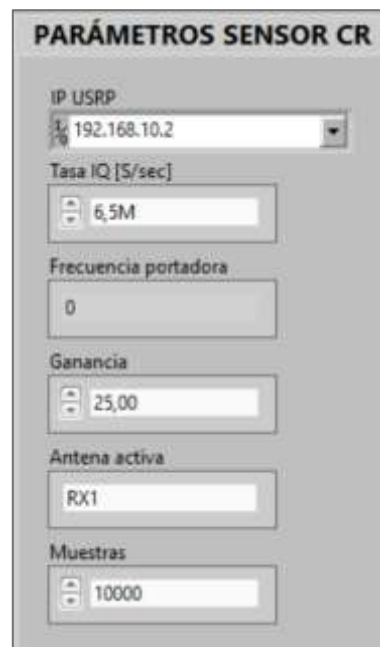 PARÁMETROS SENSOR CR
IP USRP
192.168.10.2
Tasa IQ [S/sec]
6,5M
Frecuencia portadora
0
Ganancia
25,00
Antena activa
RX1
Muestras
10000